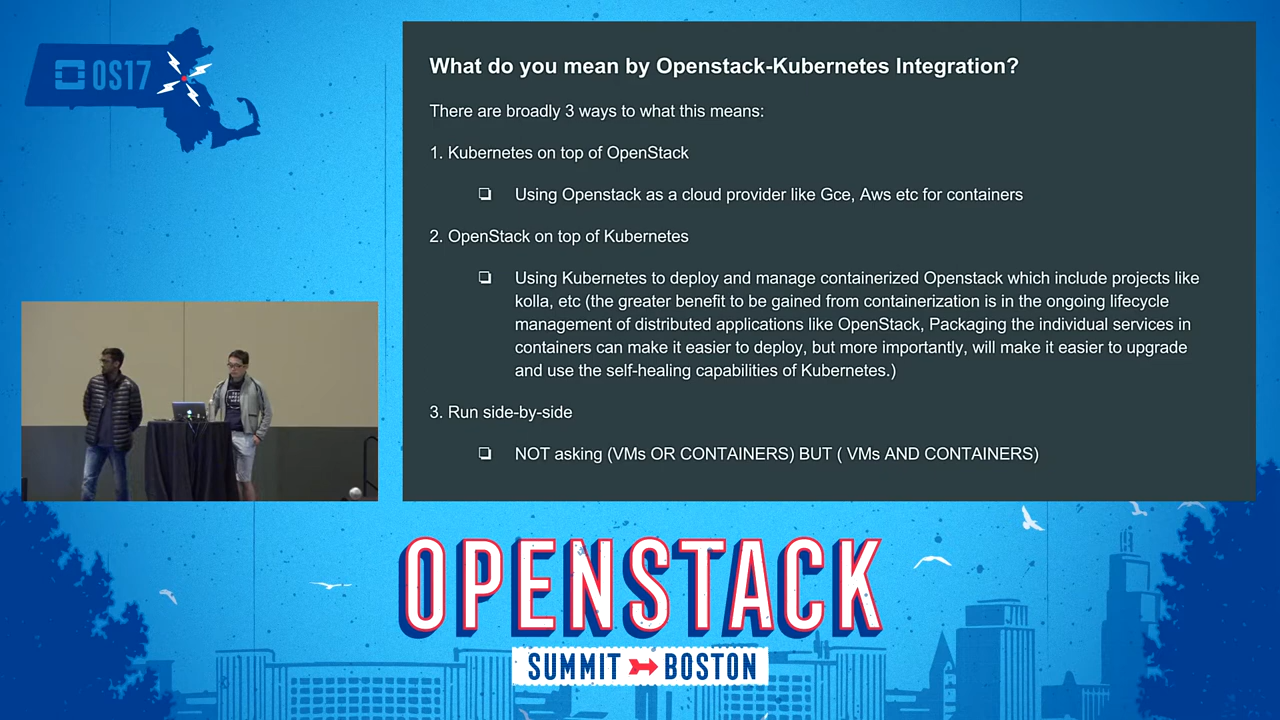 OS17
What do you mean by Openstack-Kubernetes Integration?
There are broadly 3 ways to what this means:
1. Kubernetes on top of OpenStack
❏ Using Openstack as a cloud provider like Gce, Aws etc for containers
2. OpenStack on top of Kubernetes
❏ Using Kubernetes to deploy and manage containerized Openstack which include projects like
kolla, etc (the greater benefit to be gained from containerization is in the ongoing lifecycle
management of distributed applications like OpenStack, Packaging the individual services in
containers can make it easier to deploy, but more importantly, will make it easier to upgrade
and use the self-healing capabilities of Kubernetes.)
3. Run side-by-side
❏ NOT asking (VMs OR CONTAINERS) BUT ( VMs AND CONTAINERS)
OPENSTACK
SUMMIT BOSTON